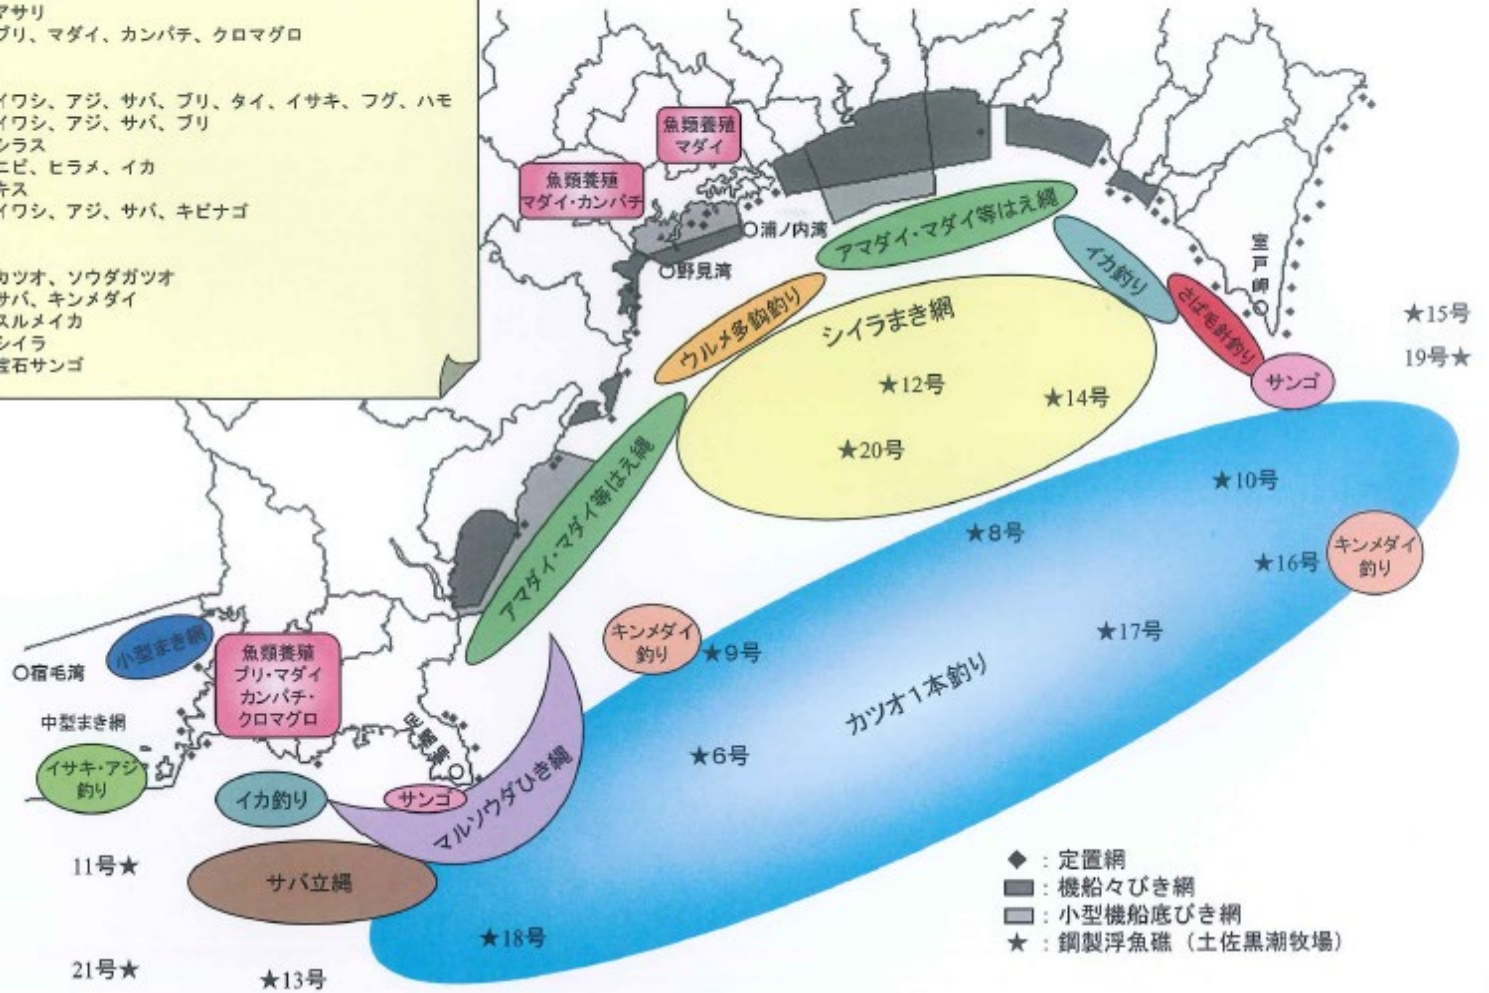 アサリ
ブリ、マダイ、カンパチ、クロマグロ
イワシ、アジ、サバ、ブリ、タイ、イサキ、フグ、ハモ
イワシ、アジ、サバ、ブリ
シラス
エビ、ヒラメ、イカ
キス
イワシ、アジ、サバ、キビナゴ
カツオ、ソウダガツオ
サバ、キンメダイ
スルメイカ
シイラ
宝石サンゴ
魚類養殖
マダイ
魚類養殖
マダイ・カンパチ
○浦ノ内湾
○野見湾
アマダイ・マダイ等はえ縄
イカ釣り
さば毛針釣り
室戸岬○
サンゴ
★15号
19号★
ウルメ多鈎釣り
シイラまき網
★12号
★14号
★20号
アマダイ・マダイ等はえ縄
★10号
★8号
★16号
キンメダイ
釣り
キンメダイ
釣り
★9号
★17号
カツオ1本釣り
★6号
小型まき網
○宿毛湾
魚類養殖
ブリ・マダイ
カンパチ・
クロマグロ
中型まき網
イサキ・アジ
釣り
イカ釣り
足摺岬○
サンゴ
マルソウダひき縄
11号★
サバ立縄
★18号
21号★
★13号
◆：定置網
：機船々びき網
：小型機船底びき網
★：鋼製浮魚礁（土佐黒潮牧場）